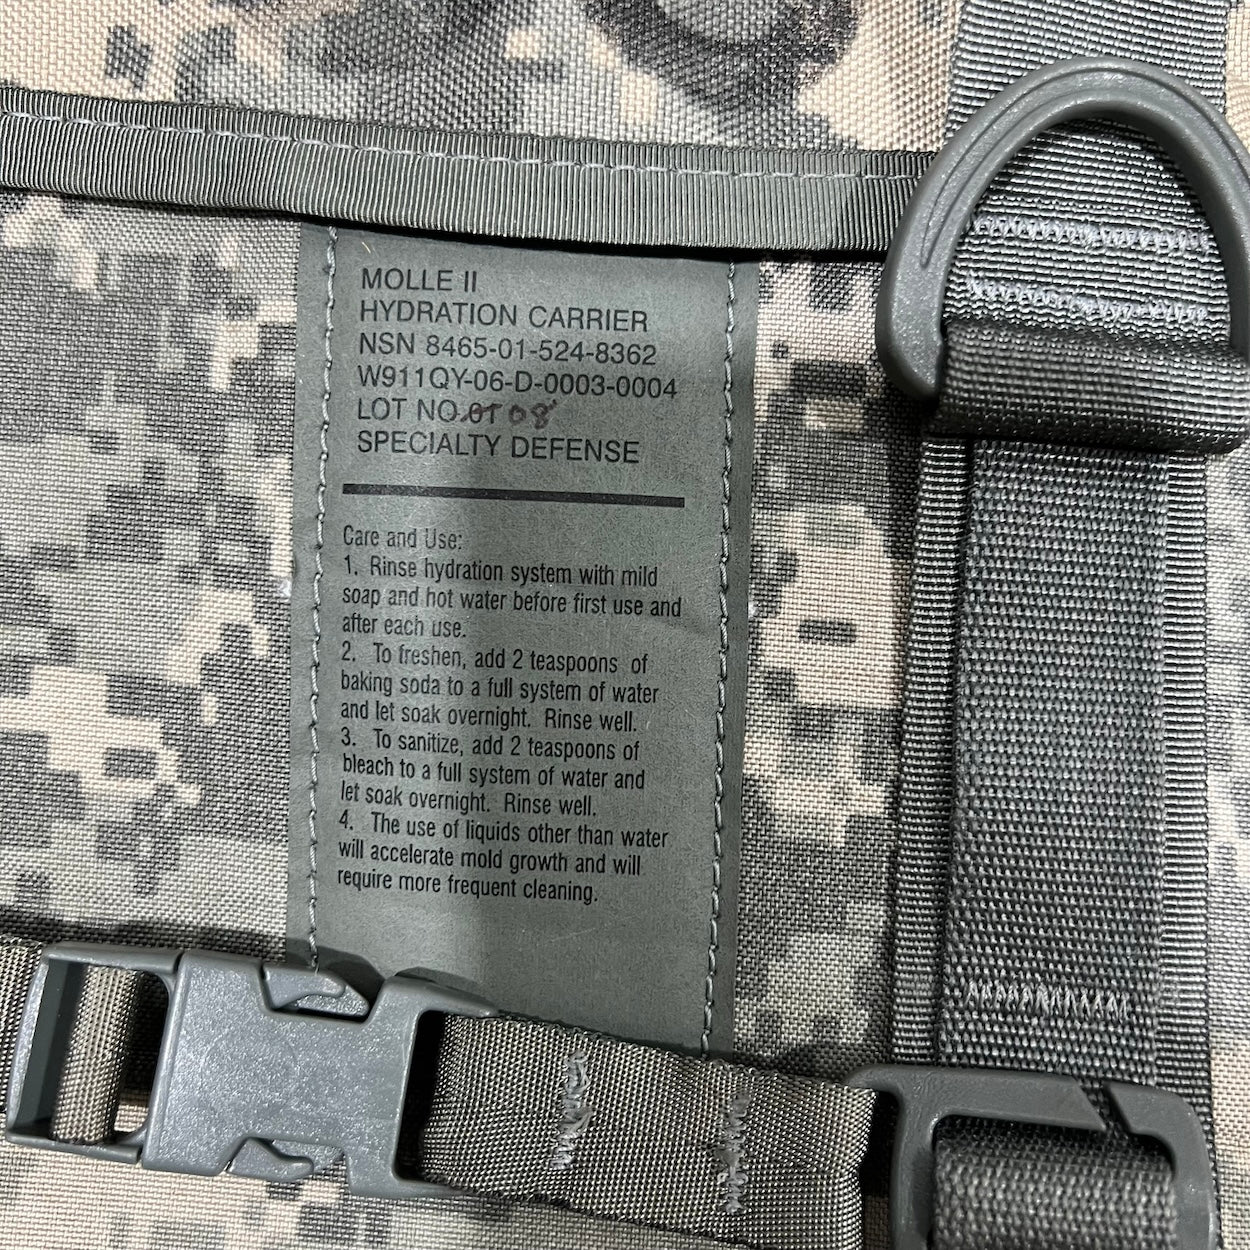 MOLLE II
HYDRATION CARRIER
NSN 8465-01-524-8362
W911QY-06-D-0003-0004
LOT NO. 08
SPECIALTY DEFENSE
Care and Use:
1. Rinse hydration system with mild
soap and hot water before first use and
after each use.
2. To freshen, add 2 teaspoons of
baking soda to a full system of water
and let soak overnight. Rinse well.
3. To sanitize, add 2 teaspoons of
bleach to a full system of water and
let soak overnight. Rinse well.
4. The use of liquids other than water
will accelerate mold growth and will
require more frequent cleaning.